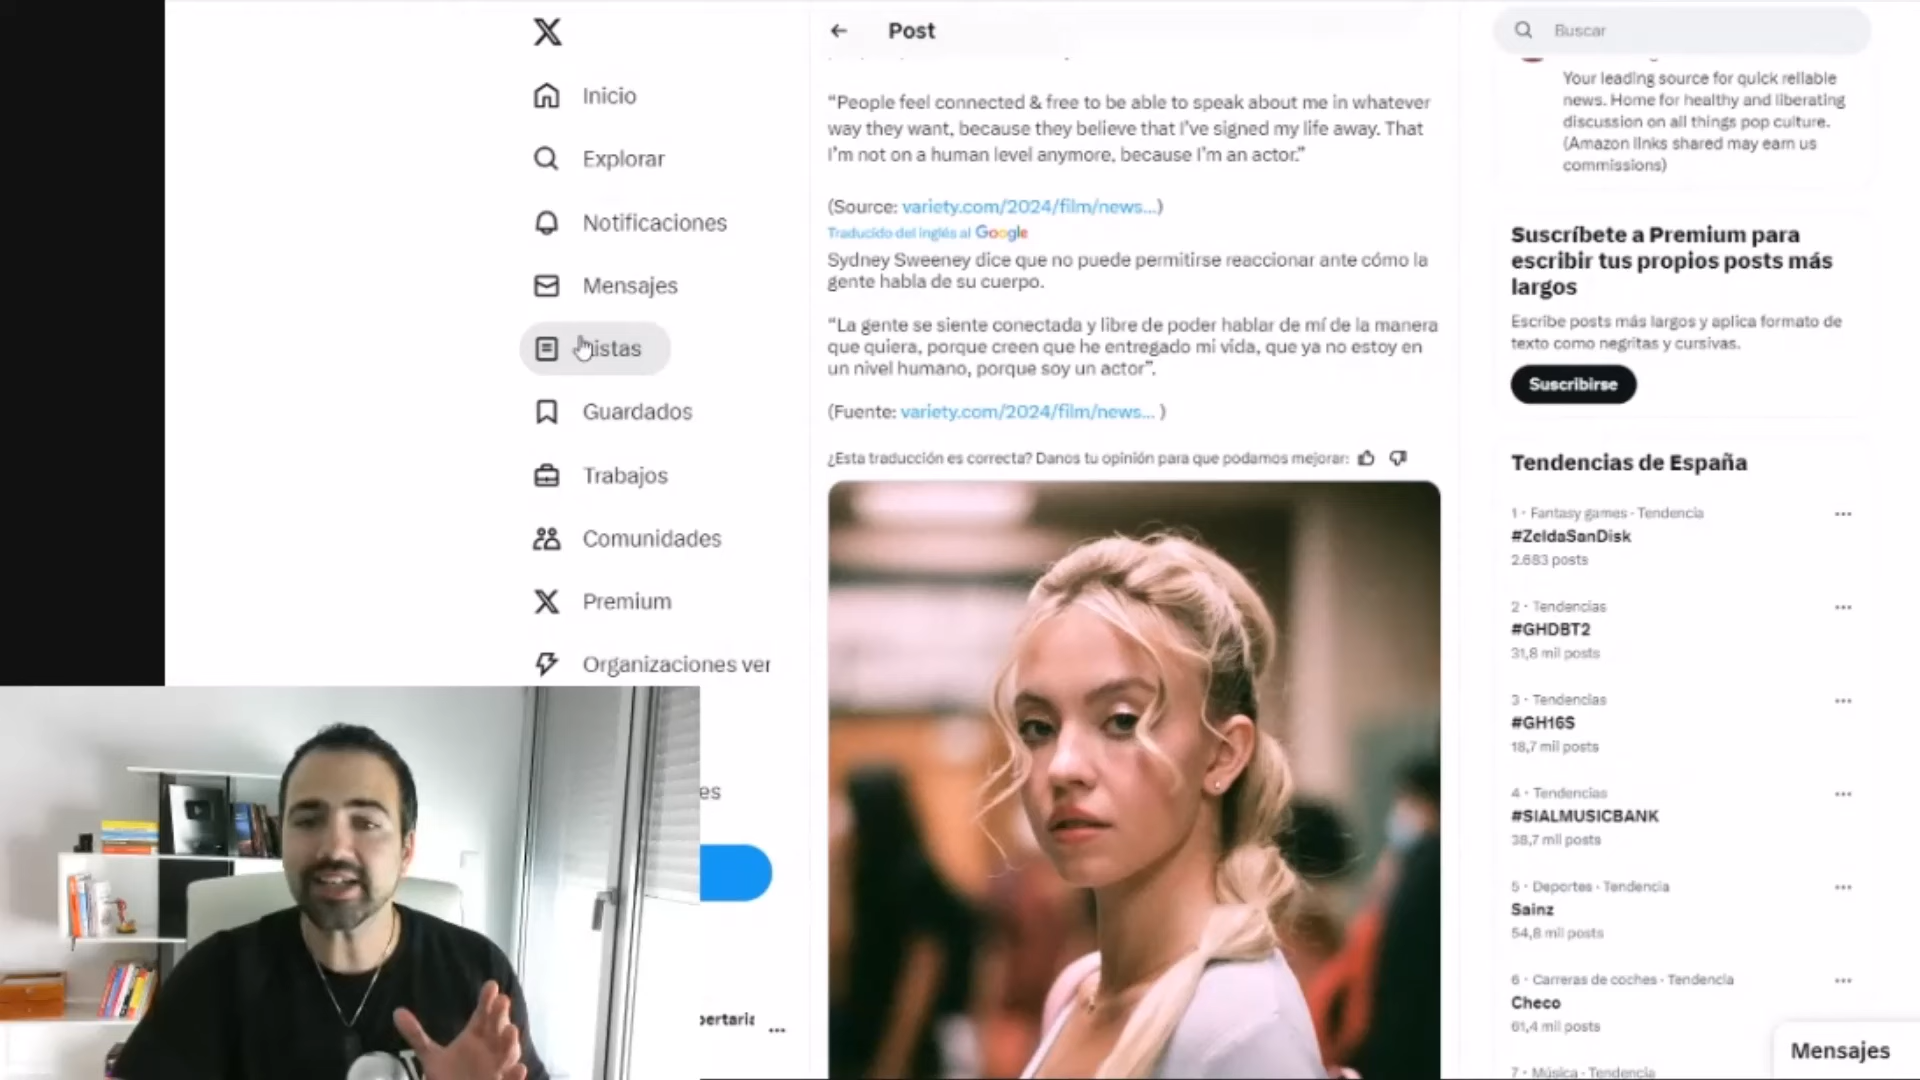 Inicio
Explorar
Notificaciones
Mensajes
istas
Guardados
Trabajos
Comunidades
Premium
Organizaciones ver
es
Post
“People feel connected & free to be able to speak about me in whatever
way they want, because they believe that I’ve signed my life away. That
I’m not on a human level anymore, because I’m an actor.”
(Source: variety.com/2024/film/news...)
Traducido del inglés al Google
Sydney Sweeney dice que no puede permitirse reaccionar ante cómo la
gente habla de su cuerpo.
“La gente se siente conectada y libre de poder hablar de mí de la manera
que quiera, porque creen que he entregado mi vida, que ya no estoy en
un nivel humano, porque soy un actor”.
(Fuente: variety.com/2024/film/news... )
¿Esta traducción es correcta? Danos tu opinión para que podamos mejorar:
Buscar
Your leading source for quick reliable
news. Home for healthy and liberating
discussion on all things pop culture.
(Amazon links shared may earn us
commissions)
Suscríbete a Premium para
escribir tus propios posts más
largos
Escribe posts más largos y aplica formato de
texto como negritas y cursivas.
Suscribirse
Tendencias de España
1 · Fantasy games · Tendencia
#ZeldaSanDisk
2.683 posts
2 · Tendencias
#GHDBT2
31,8 mil posts
3 · Tendencias
#GH16S
18,7 mil posts
4 · Tendencias
#SIALMUSICBANK
38,7 mil posts
5 · Deportes · Tendencia
Sainz
54,8 mil posts
6 · Carreras de coches · Tendencia
Checo
61,4 mil posts
7 · Música · Tendencia
Mensajes